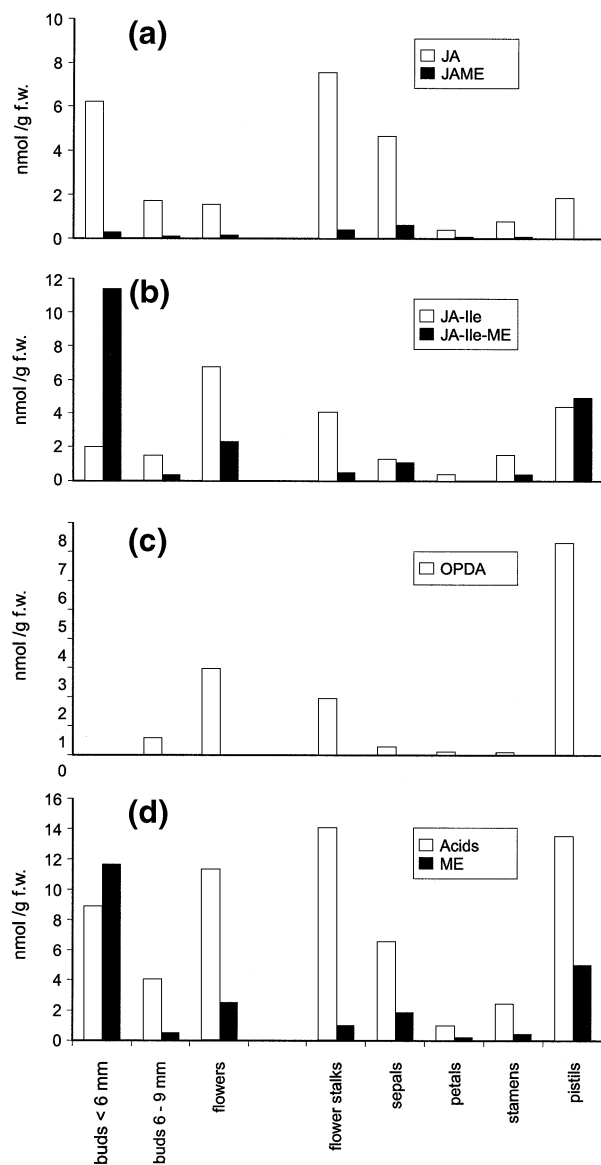 (a)
JA
JAME
nmol /g f.w.
10
8
6
4
2
0
(b)
JA-Ile
JA-Ile-ME
nmol /g f.w.
12
10
8
6
4
2
0
(c)
OPDA
nmol /g f.w.
8
7
6
5
4
3
2
1
0
(d)
Acids
ME
nmol /g f.w.
16
14
12
10
8
6
4
2
0
buds < 6 mm
buds 6 - 9 mm
flowers
flower stalks
sepals
petals
stamens
pistils